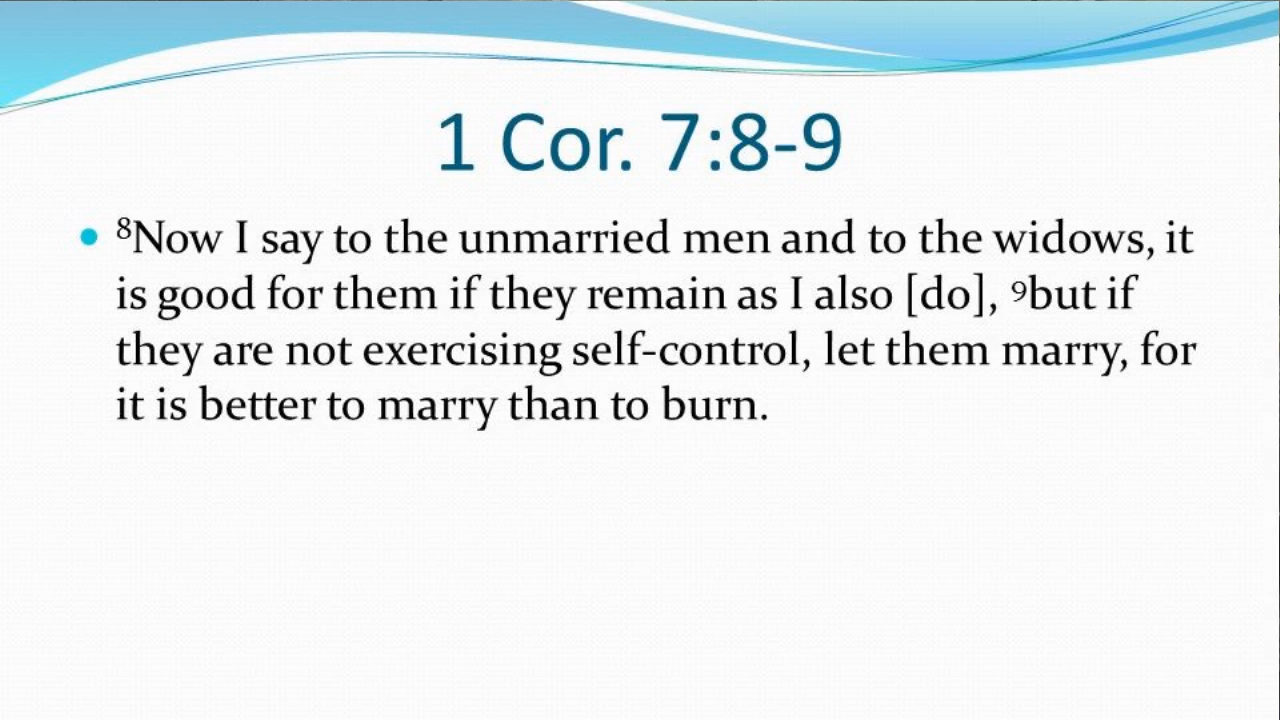 1 Cor. 7:8-9
• ⁸Now I say to the unmarried men and to the widows, it
is good for them if they remain as I also [do], ⁹but if
they are not exercising self-control, let them marry, for
it is better to marry than to burn.